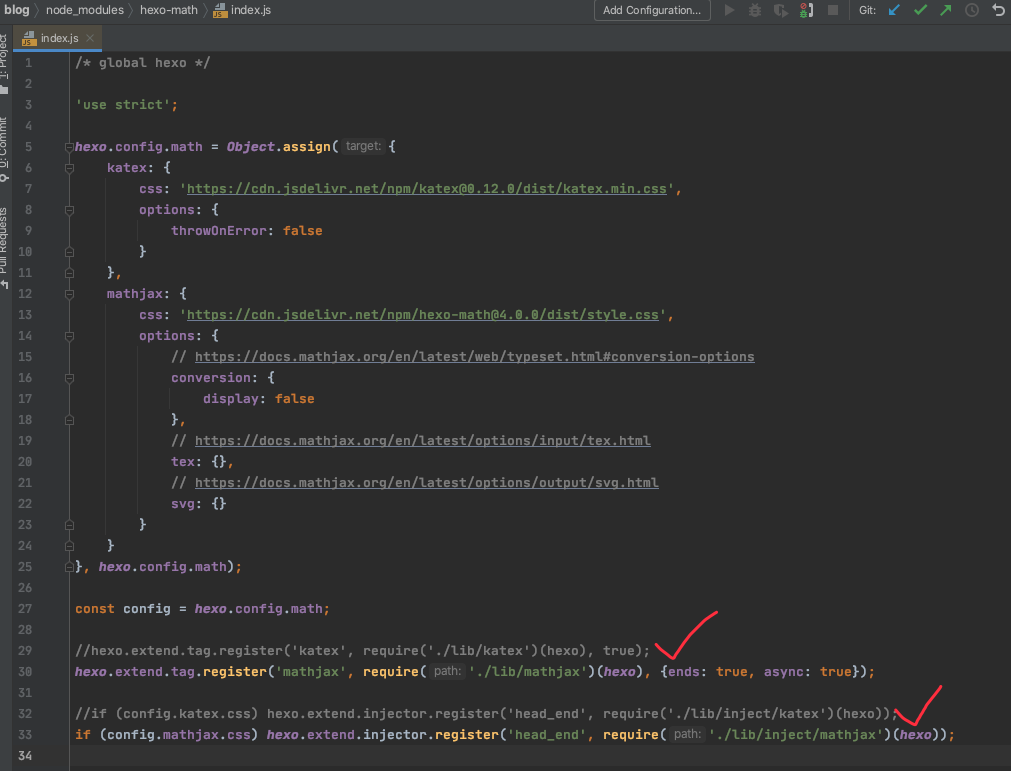 blog node_modules hexo-math index.js Add Configuration... Git:
index.js
1: Project
0: Commit
Pull Requests
1 /* global hexo */
2
3 'use strict';
4
5 hexo.config.math = Object.assign( target: {
6 katex: {
7 css: 'https://cdn.jsdelivr.net/npm/katex@0.12.0/dist/katex.min.css',
8 options: {
9 throwOnError: false
10 }
11 },
12 mathjax: {
13 css: 'https://cdn.jsdelivr.net/npm/hexo-math@4.0.0/dist/style.css',
14 options: {
15 // https://docs.mathjax.org/en/latest/web/typeset.html#conversion-options
16 conversion: {
17 display: false
18 },
19 // https://docs.mathjax.org/en/latest/options/input/tex.html
20 tex: {},
21 // https://docs.mathjax.org/en/latest/options/output/svg.html
22 svg: {}
23 }
24 }
25 }, hexo.config.math);
26
27 const config = hexo.config.math;
28
29 //hexo.extend.tag.register('katex', require('./lib/katex')(hexo), true);
30 hexo.extend.tag.register('mathjax', require( path: './lib/mathjax')(hexo), {ends: true, async: true});
31
32 //if (config.katex.css) hexo.extend.injector.register('head_end', require('./lib/inject/katex')(hexo));
33 if (config.mathjax.css) hexo.extend.injector.register('head_end', require( path: './lib/inject/mathjax')(hexo));
34